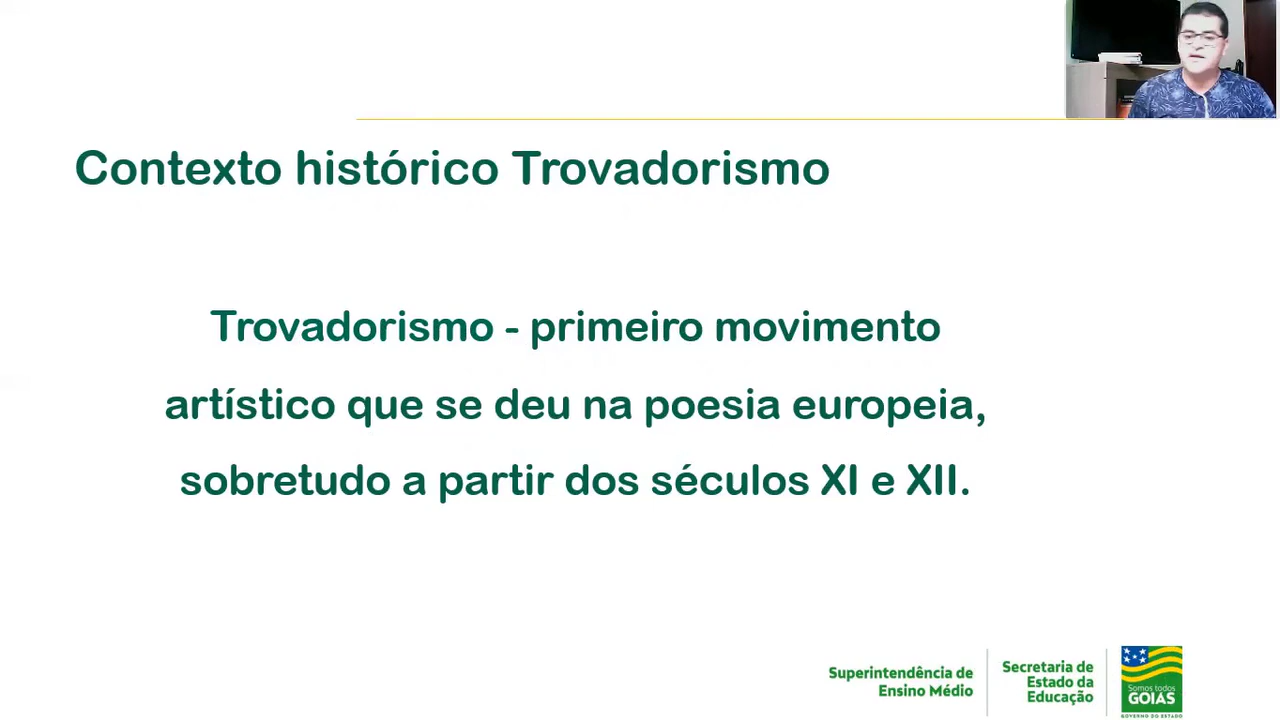 Contexto histórico Trovadorismo
Trovadorismo - primeiro movimento
artístico que se deu na poesia europeia,
sobretudo a partir dos séculos XI e XII.
Superintendência de
Ensino Médio
Secretaria de
Estado da
Educação
Somos todos
GOIÁS
GOVERNO DO ESTADO